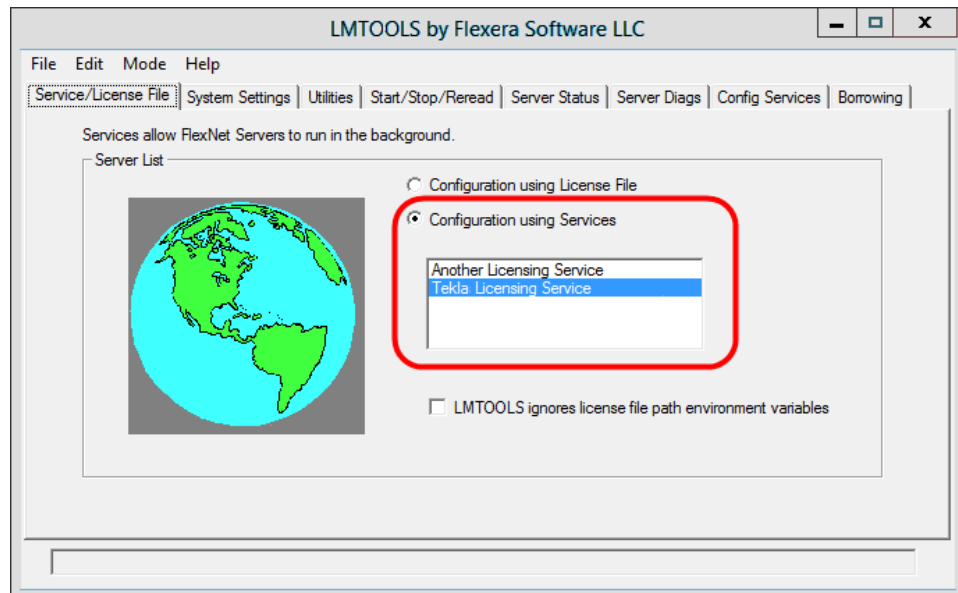 LMTOOLS by Flexera Software LLC
File Edit Mode Help
Service/License File System Settings Utilities Start/Stop/Reread Server Status Server Diags Config Services Borrowing
Services allow FlexNet Servers to run in the background.
Server List
Configuration using License File
Configuration using Services
Another Licensing Service
Tekla Licensing Service
LMTOOLS ignores license file path environment variables